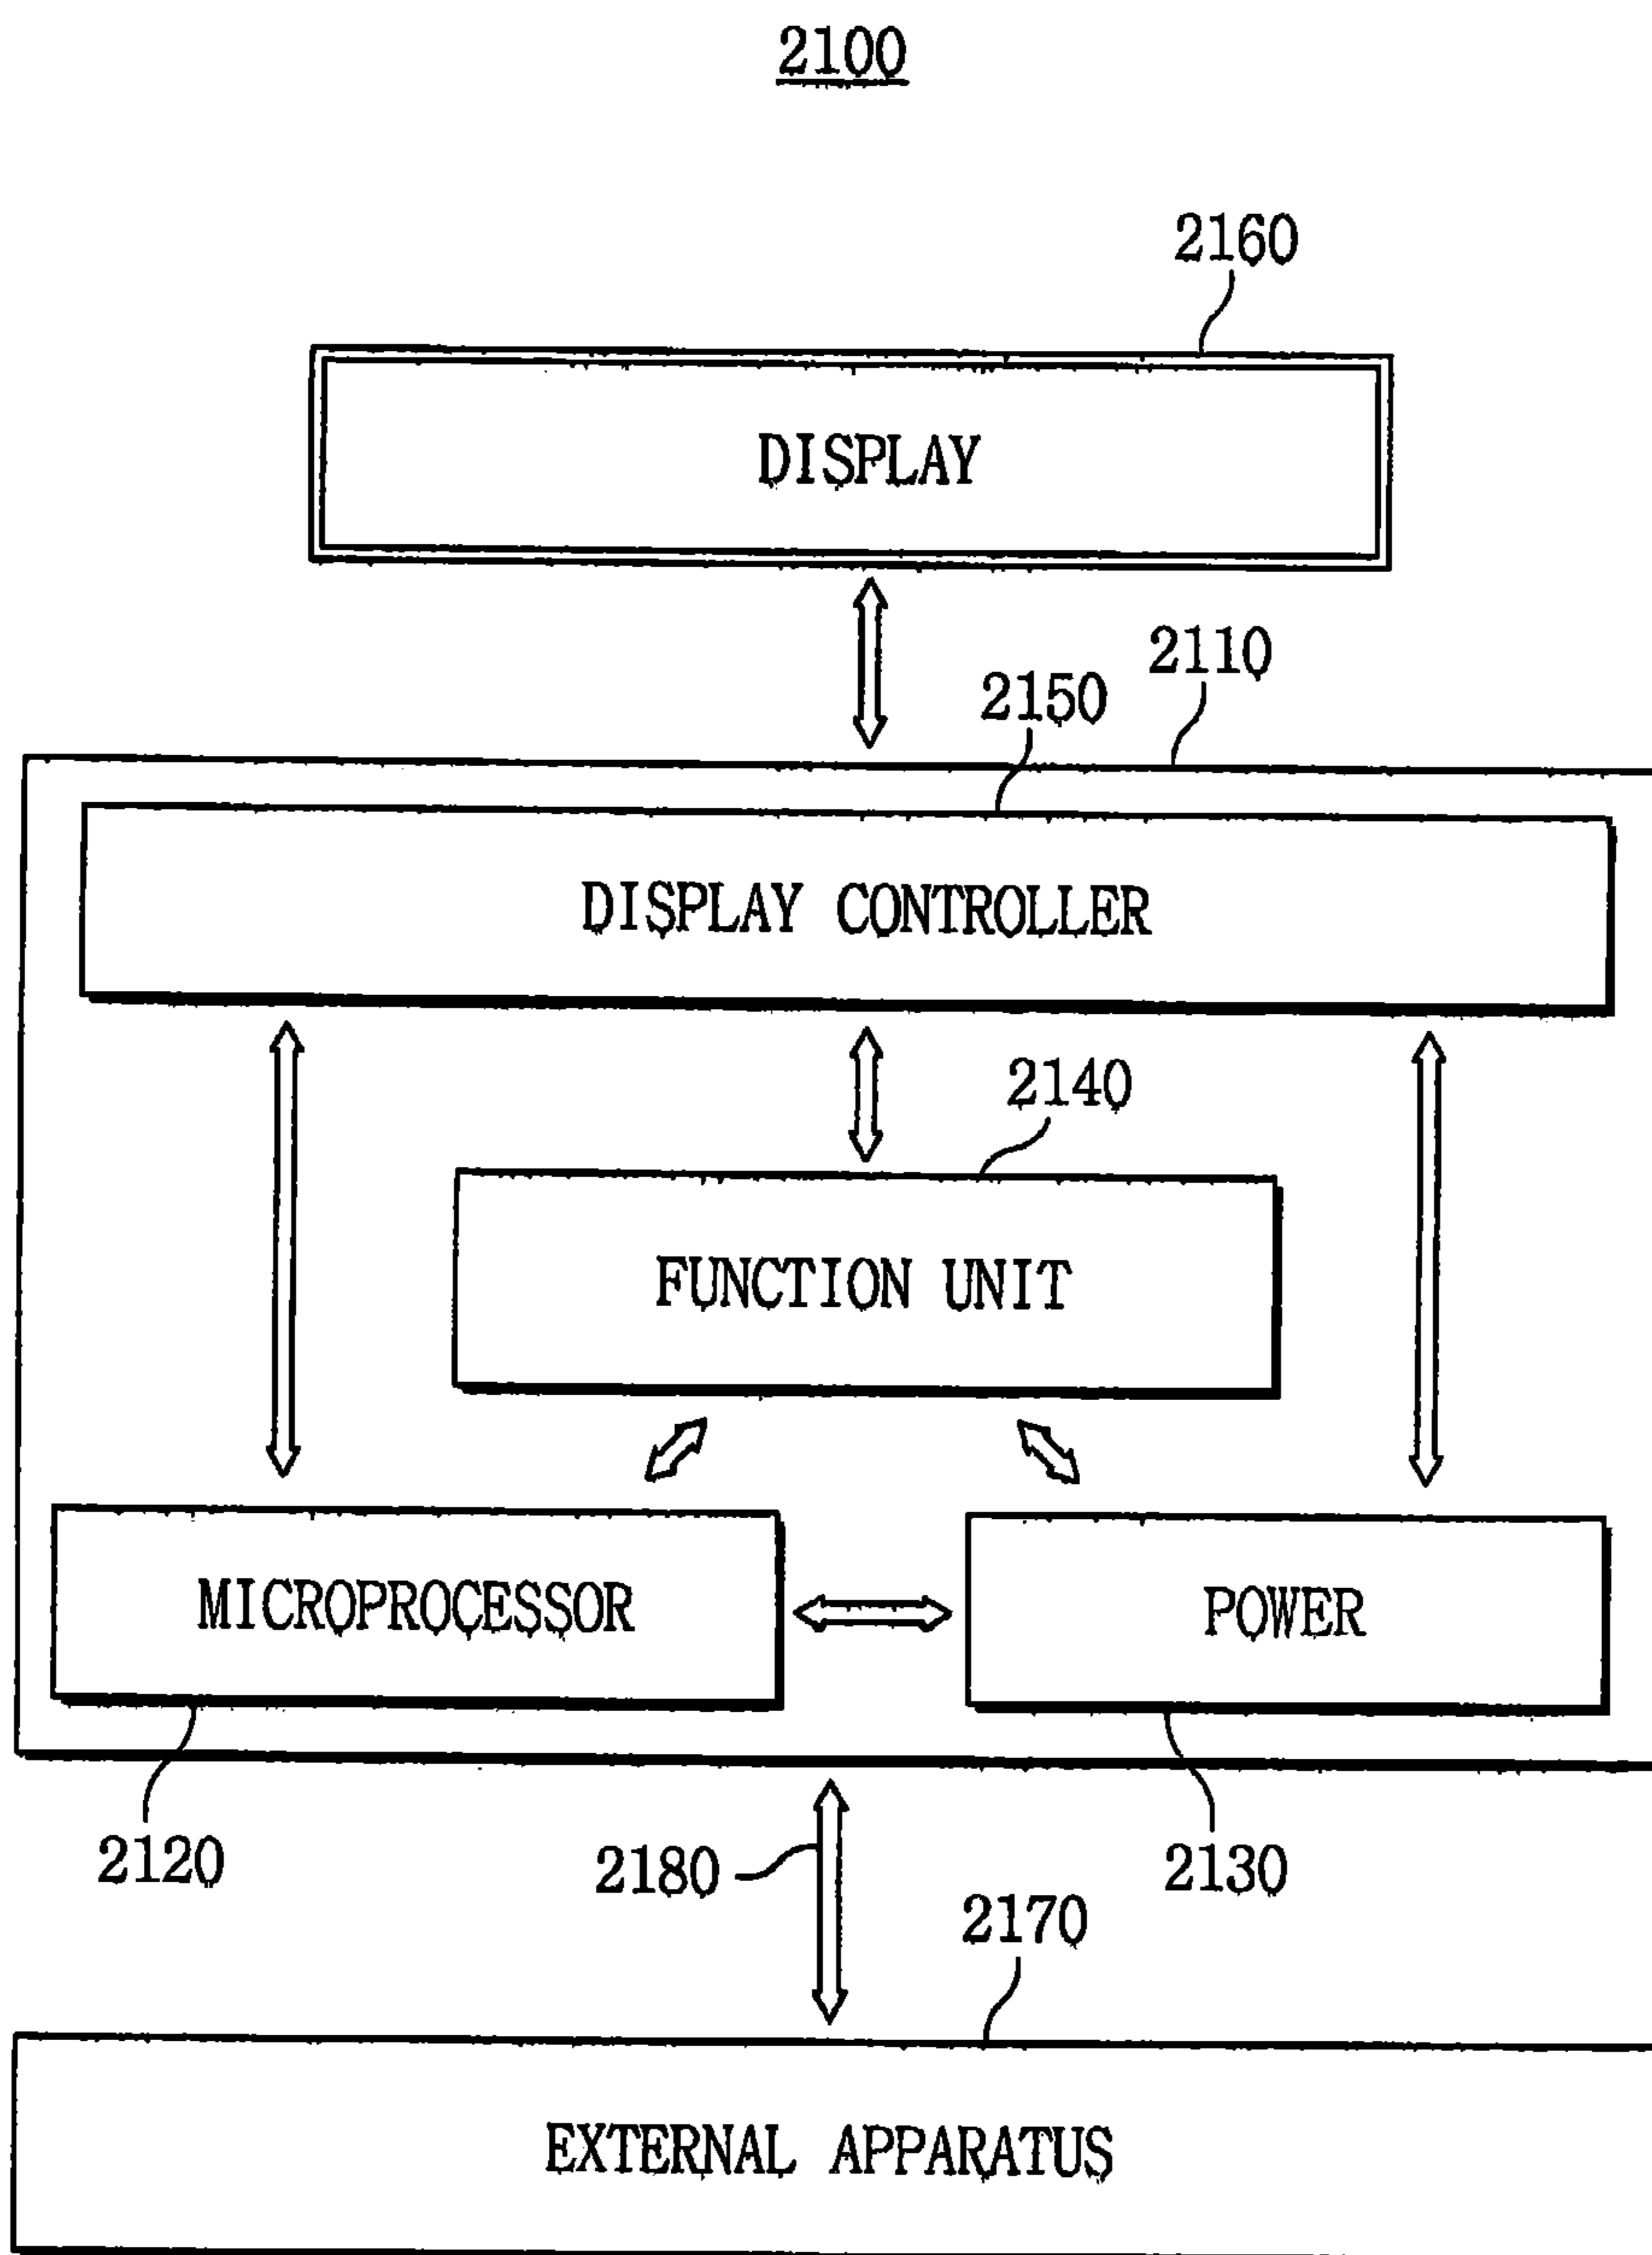 2100
2160
DISPLAY
2110
2150
DISPLAY CONTROLLER
2140
FUNCTION UNIT
MICROPROCESSOR
POWER
2120
2180
2130
2170
EXTERNAL APPARATUS